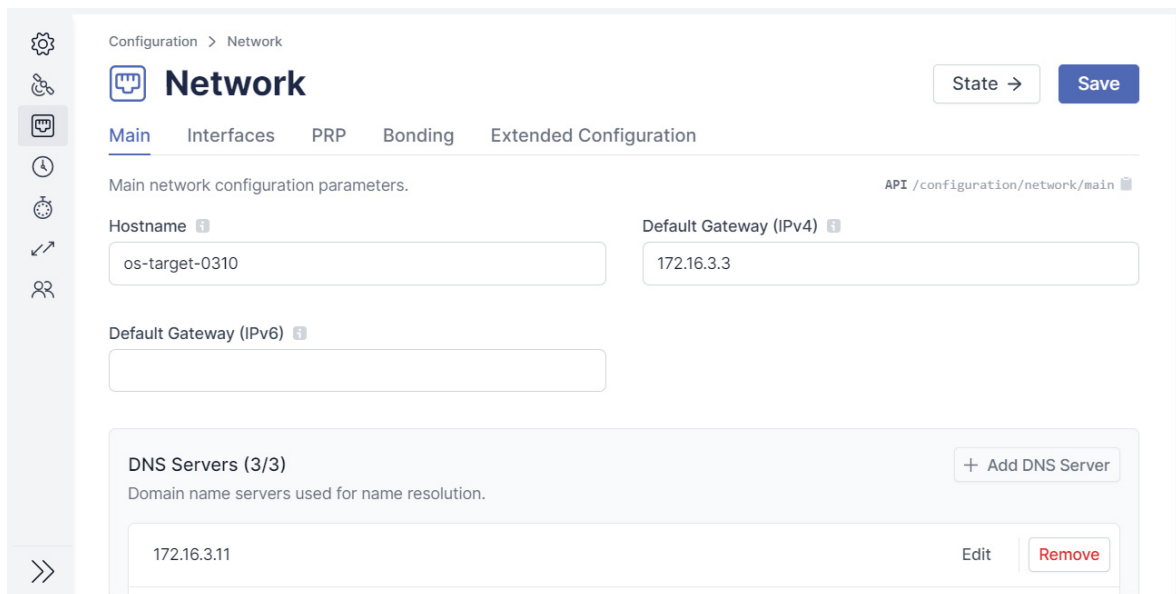 Configuration > Network
Network
State →
Save
Main Interfaces PRP Bonding Extended Configuration
Main network configuration parameters.
API /configuration/network/main
Hostname
Default Gateway (IPv4)
os-target-0310
172.16.3.3
Default Gateway (IPv6)
DNS Servers (3/3)
+ Add DNS Server
Domain name servers used for name resolution.
172.16.3.11
Edit
Remove